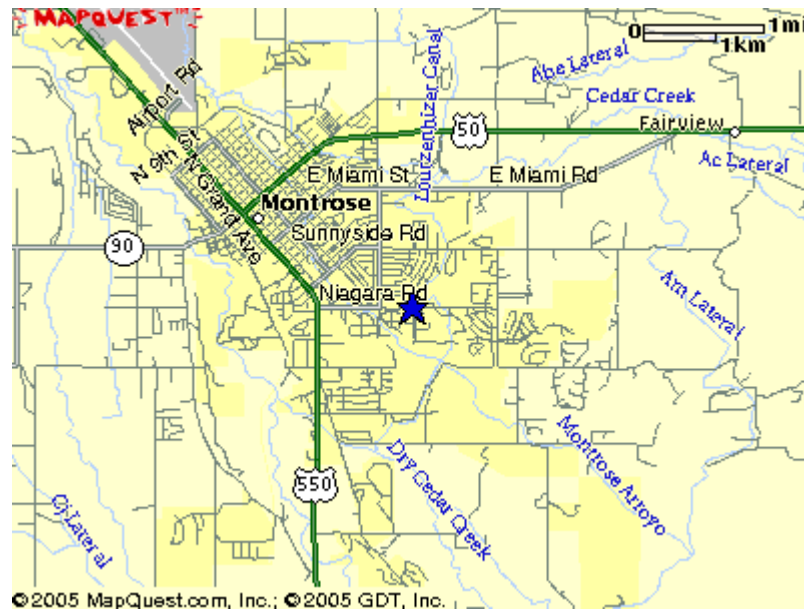 MAPQUEST
0 1mi
1km
Airport Rd
Abe Lateral
Lourzenhizer Canal
Cedar Creek
Fairview
50
N 9th St
N Grand Ave
E Miami St
E Miami Rd
Ac Lateral
Montrose
Sunnyside Rd
90
Niagara Rd
Am Lateral
Montrose Arroyo
Dry Cedar Creek
550
Cj Lateral
©2005 MapQuest.com, Inc.; ©2005 GDT, Inc.